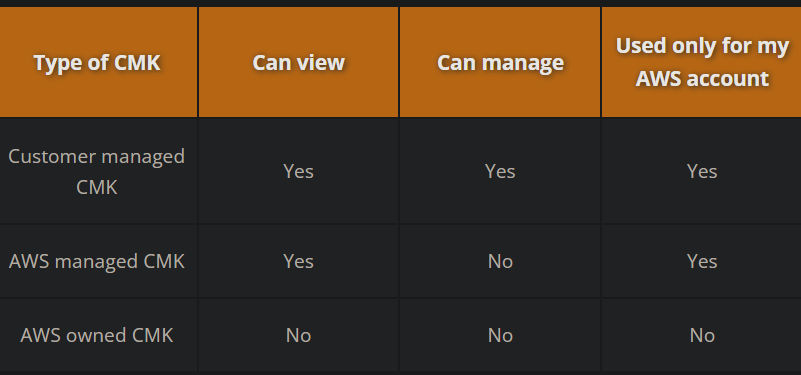 Type of CMK
Can view
Can manage
Used only for my
AWS account
Customer managed
CMK
Yes
Yes
Yes
AWS managed CMK
Yes
No
Yes
AWS owned CMK
No
No
No